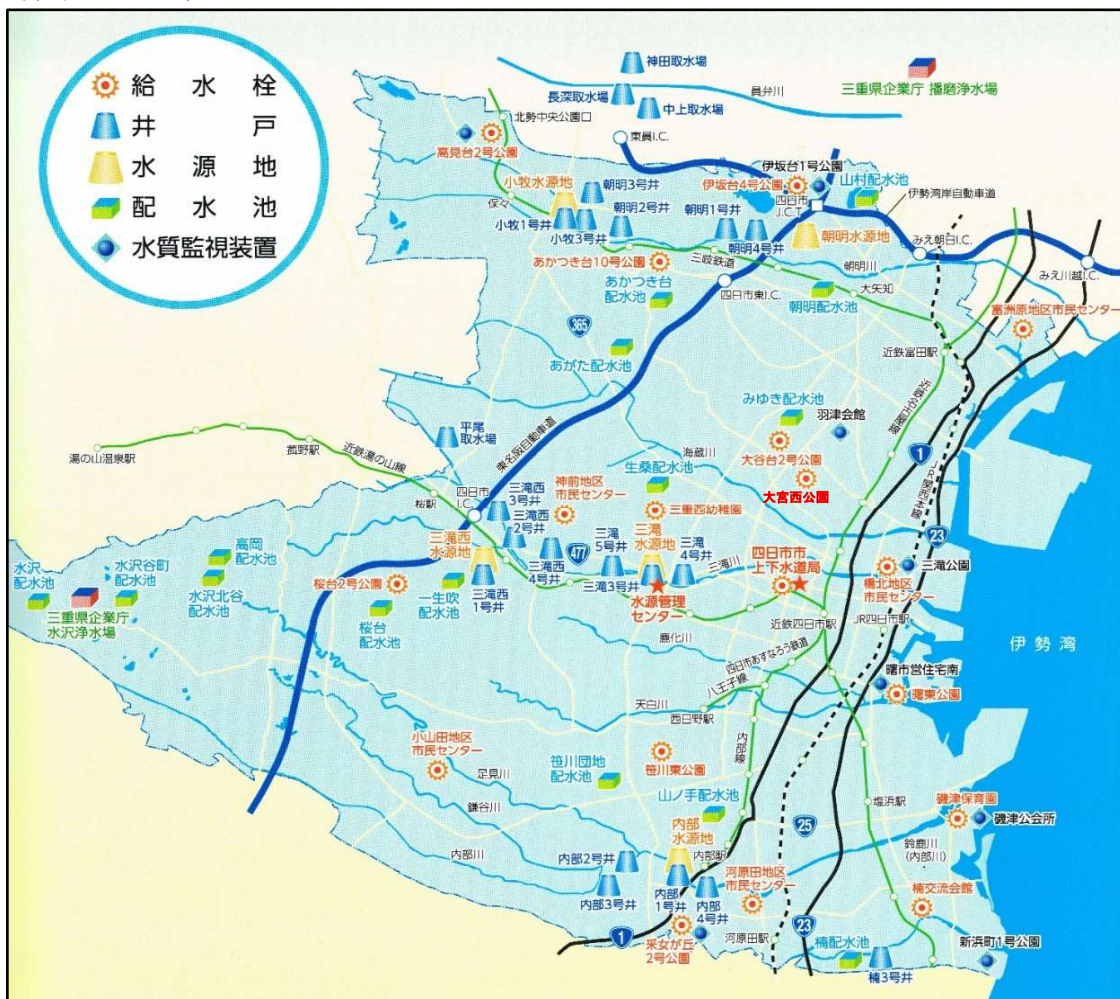 給水栓
井戸
水源地
配水池
水質監視装置
神田取水場
長深取水場
中上取水場
員弁川
三重県企業庁 播磨浄水場
北勢中央公園口
東員I.C.
高見台2号公園
伊坂台1号公園
伊坂台4号公園
山村配水池
伊勢湾岸自動車道
四日市
J.C.T.
小牧水源地
朝明3号井
保々
朝明2号井
朝明1号井
小牧1号井
小牧3号井
朝明4号井
朝明水源地
みえ朝日I.C.
みえ川越I.C.
あかつき台10号公園
三岐鉄道
朝明川
四日市東I.C.
大矢知
あかつき台
配水池
朝明配水池
富洲原地区市民センター
365
あがた配水池
近鉄富田駅
近鉄名古屋線
みゆき配水池
羽津会館
平尾
取水場
東名阪自動車道
海蔵川
大谷台2号公園
1
JR関西本線
湯の山温泉駅
菰野駅
近鉄湯の山線
生桑配水池
大宮西公園
桜駅
四日市
I.C.
三滝西
3号井
神前地区
市民センター
三重西幼稚園
23
三滝西
2号井
三滝西
水源地
477
三滝
5号井
三滝
水源地
三滝
4号井
三滝川
四日市市
上下水道局
三滝公園
高岡
配水池
水沢谷町
配水池
水沢
配水池
水沢北谷
配水池
三重県企業庁
水沢浄水場
桜台2号公園
一生吹
配水池
三滝西
1号井
三滝西
4号井
三滝3号井
水源管理
センター
橋北地区
市民センター
桜台
配水池
近鉄四日市駅
JR四日市駅
鹿化川
伊勢湾
四日市あすなろう鉄道
八王子線
曙市営住宅南
曙東公園
天白川
西日野駅
小山田地区
市民センター
足見川
内部線
笹川東公園
笹川団地
配水池
山ノ手配水池
鎌谷川
塩浜駅
磯津保育園
磯津公会所
25
内部
水源地
内部川
内部2号井
内部駅
鈴鹿川
(内部川)
内部3号井
内部
1号井
内部
4号井
河原田地区
市民センター
楠交流会館
1
采女が丘
2号公園
河原田駅
23
楠配水池
新浜町1号公園
楠3号井